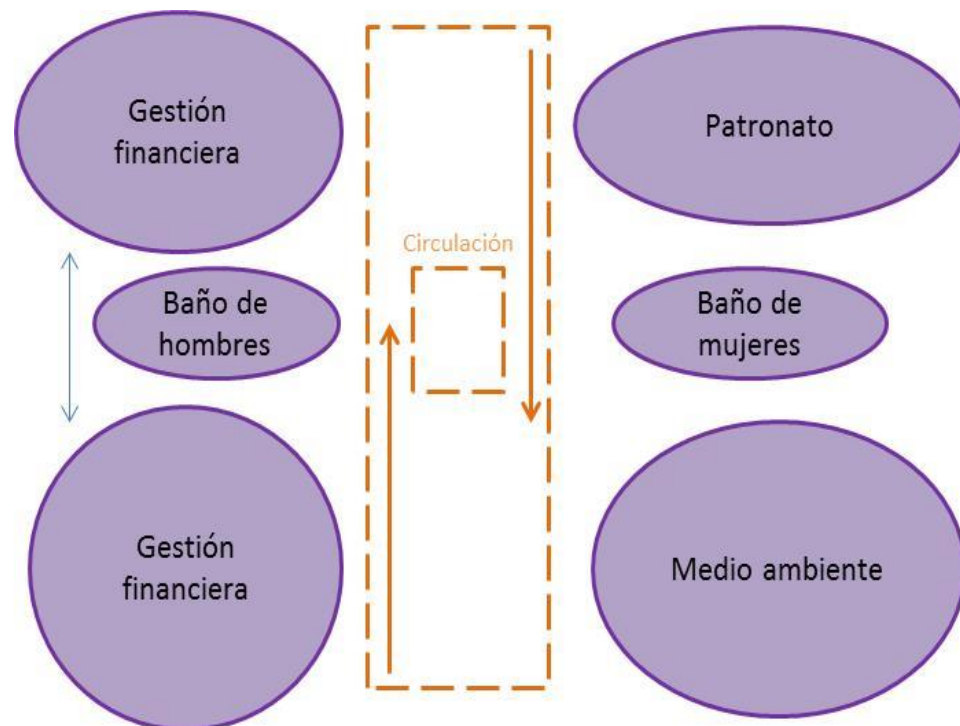 Gestión
financiera
Patronato
Circulación
Baño de
hombres
Baño de
mujeres
Gestión
financiera
Medio ambiente